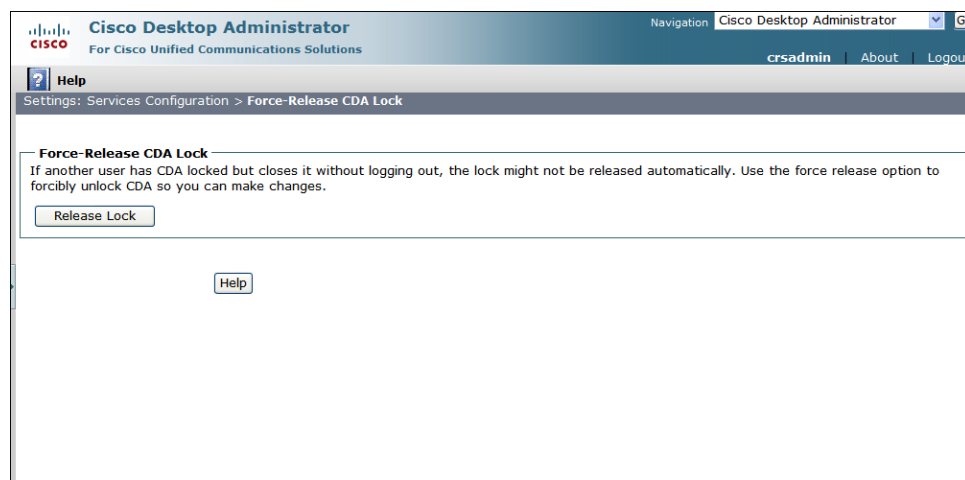 Cisco Desktop Administrator
For Cisco Unified Communications Solutions
CISCO
Navigation Cisco Desktop Administrator G
crsadmin | About | Logou
? Help
Settings: Services Configuration > Force-Release CDA Lock
Force-Release CDA Lock
If another user has CDA locked but closes it without logging out, the lock might not be released automatically. Use the force release option to
forcibly unlock CDA so you can make changes.
Release Lock
Help